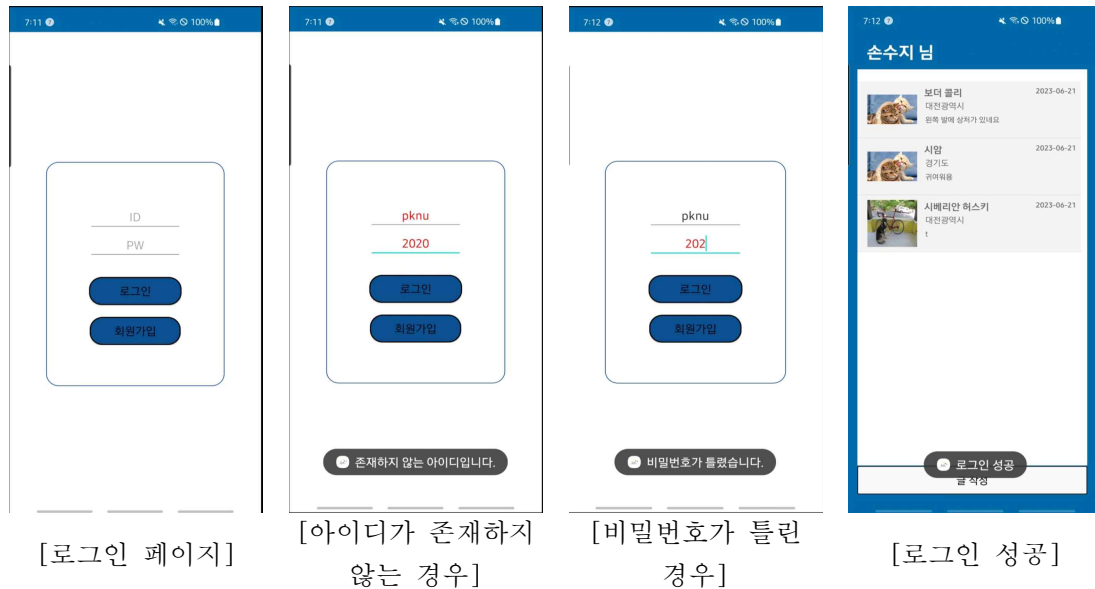 7:11
100%
ID
PW
로그인
회원가입
[로그인 페이지]
7:11
100%
pknu
2020
로그인
회원가입
존재하지 않는 아이디입니다.
[아이디가 존재하지
않는 경우]
7:12
100%
pknu
202
로그인
회원가입
비밀번호가 틀렸습니다.
[비밀번호가 틀린
경우]
7:12
100%
손수지 님
보더 콜리
2023-06-21
대전광역시
왼쪽 발에 상처가 있네요
시암
2023-06-21
경기도
귀여워용
시베리안 허스키
2023-06-21
대전광역시
t
로그인 성공
글 작성
[로그인 성공]